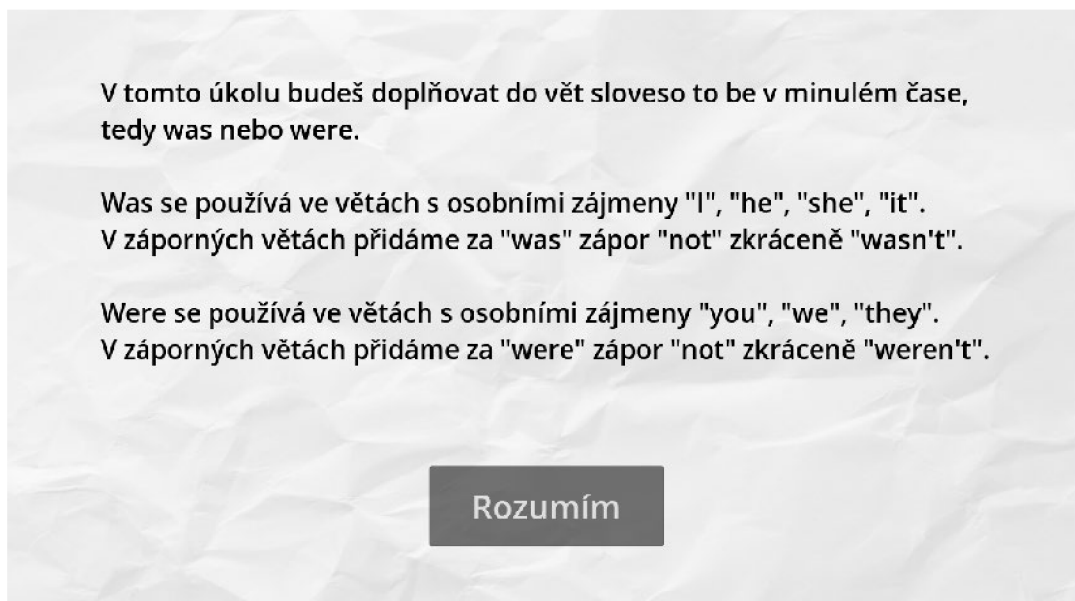 V tomto úkolu budeš doplňovat do vět sloveso to be v minulém čase,
tedy was nebo were.
Was se používá ve větách s osobními zájmeny "I", "he", "she", "it".
V záporných větách přidáme za "was" zápor "not" zkráceně "wasn't".
Were se používá ve větách s osobními zájmeny "you", "we", "they".
V záporných větách přidáme za "were" zápor "not" zkráceně "weren't".
Rozumím